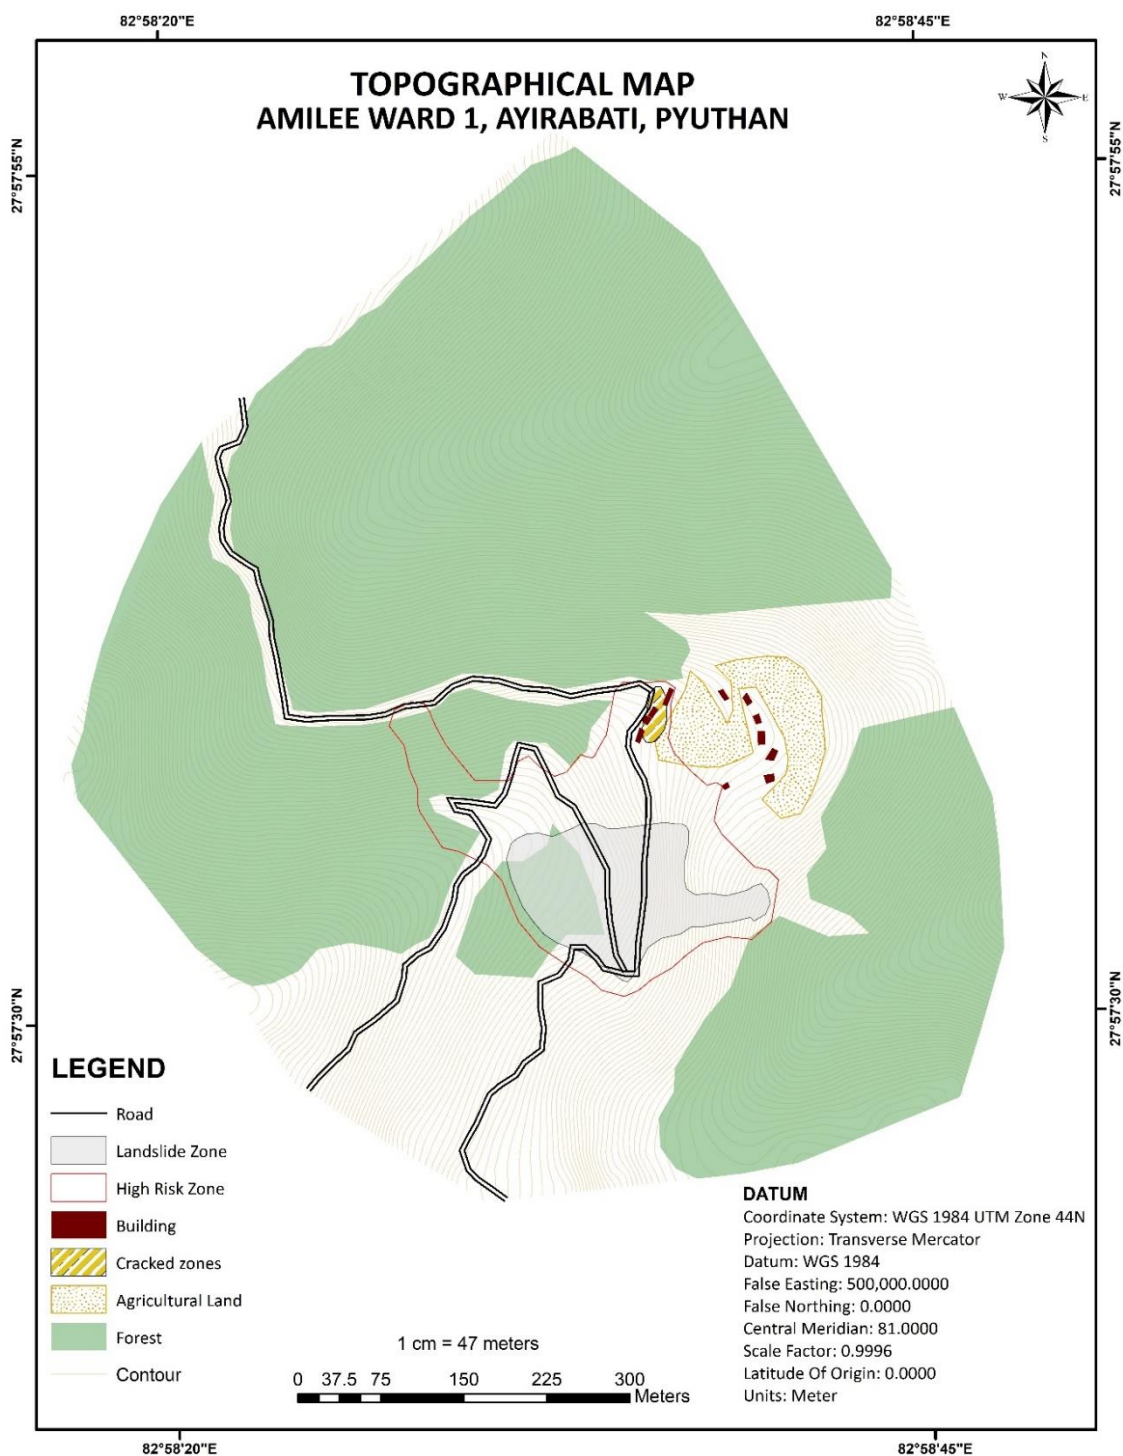 82°58'20"E
82°58'45"E
TOPOGRAPHICAL MAP
AMILEE WARD 1, AYIRABATI, PYUTHAN
N
W
E
S
27°57'55"N
27°57'55"N
27°57'30"N
27°57'30"N
LEGEND
Road
Landslide Zone
High Risk Zone
Building
Cracked zones
Agricultural Land
Forest
Contour
1 cm = 47 meters
0 37.5 75 150 225 300
Meters
DATUM
Coordinate System: WGS 1984 UTM Zone 44N
Projection: Transverse Mercator
Datum: WGS 1984
False Easting: 500,000.0000
False Northing: 0.0000
Central Meridian: 81.0000
Scale Factor: 0.9996
Latitude Of Origin: 0.0000
Units: Meter
82°58'20"E
82°58'45"E